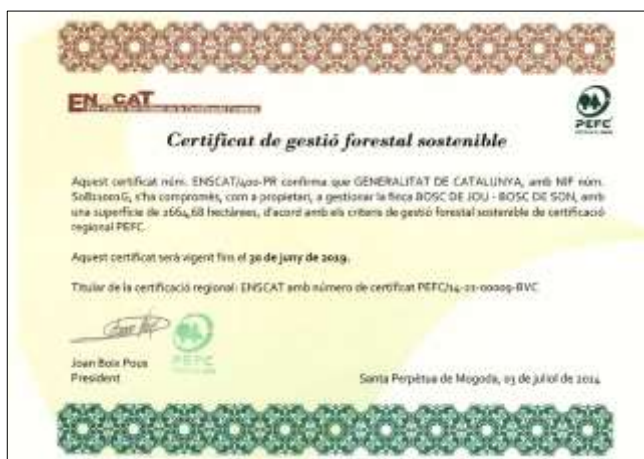 ENSCAT
PEFC
Certificat de gestió forestal sostenible
Aquest certificat núm. ENSCAT/400-PR confirma que GENERALITAT DE CATALUNYA, amb NIF núm.
S0811001G, s'ha compromès, com a propietari, a gestionar la finca BOSC DE JOU - BOSC DE SON, amb
una superfície de 2664,68 hectàrees, d'acord amb els criteris de gestió forestal sostenible de certificació
regional PEFC.
Aquest certificat serà vigent fins el 30 de juny de 2019.
Titular de la certificació regional: ENSCAT amb número de certificat PEFC/14-21-00009-BVC
PEFC
Joan Boix Pous
President
Santa Perpètua de Mogoda, 03 de juliol de 2014